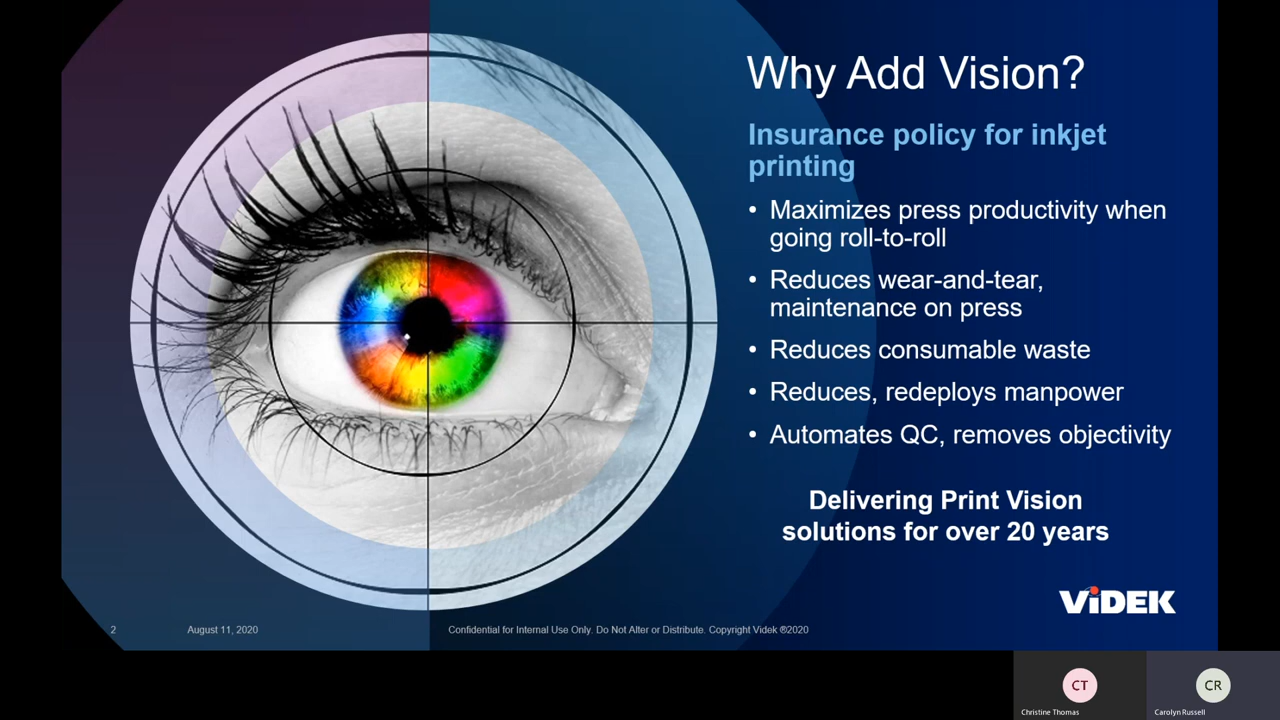 Why Add Vision?
Insurance policy for inkjet
printing
• Maximizes press productivity when
going roll-to-roll
• Reduces wear-and-tear,
maintenance on press
• Reduces consumable waste
• Reduces, redeploys manpower
• Automates QC, removes objectivity
Delivering Print Vision
solutions for over 20 years
ViDEK
2
August 11, 2020
Confidential for Internal Use Only. Do Not Alter or Distribute. Copyright Videk ®2020
CT
Christine Thomas
CR
Carolyn Russell